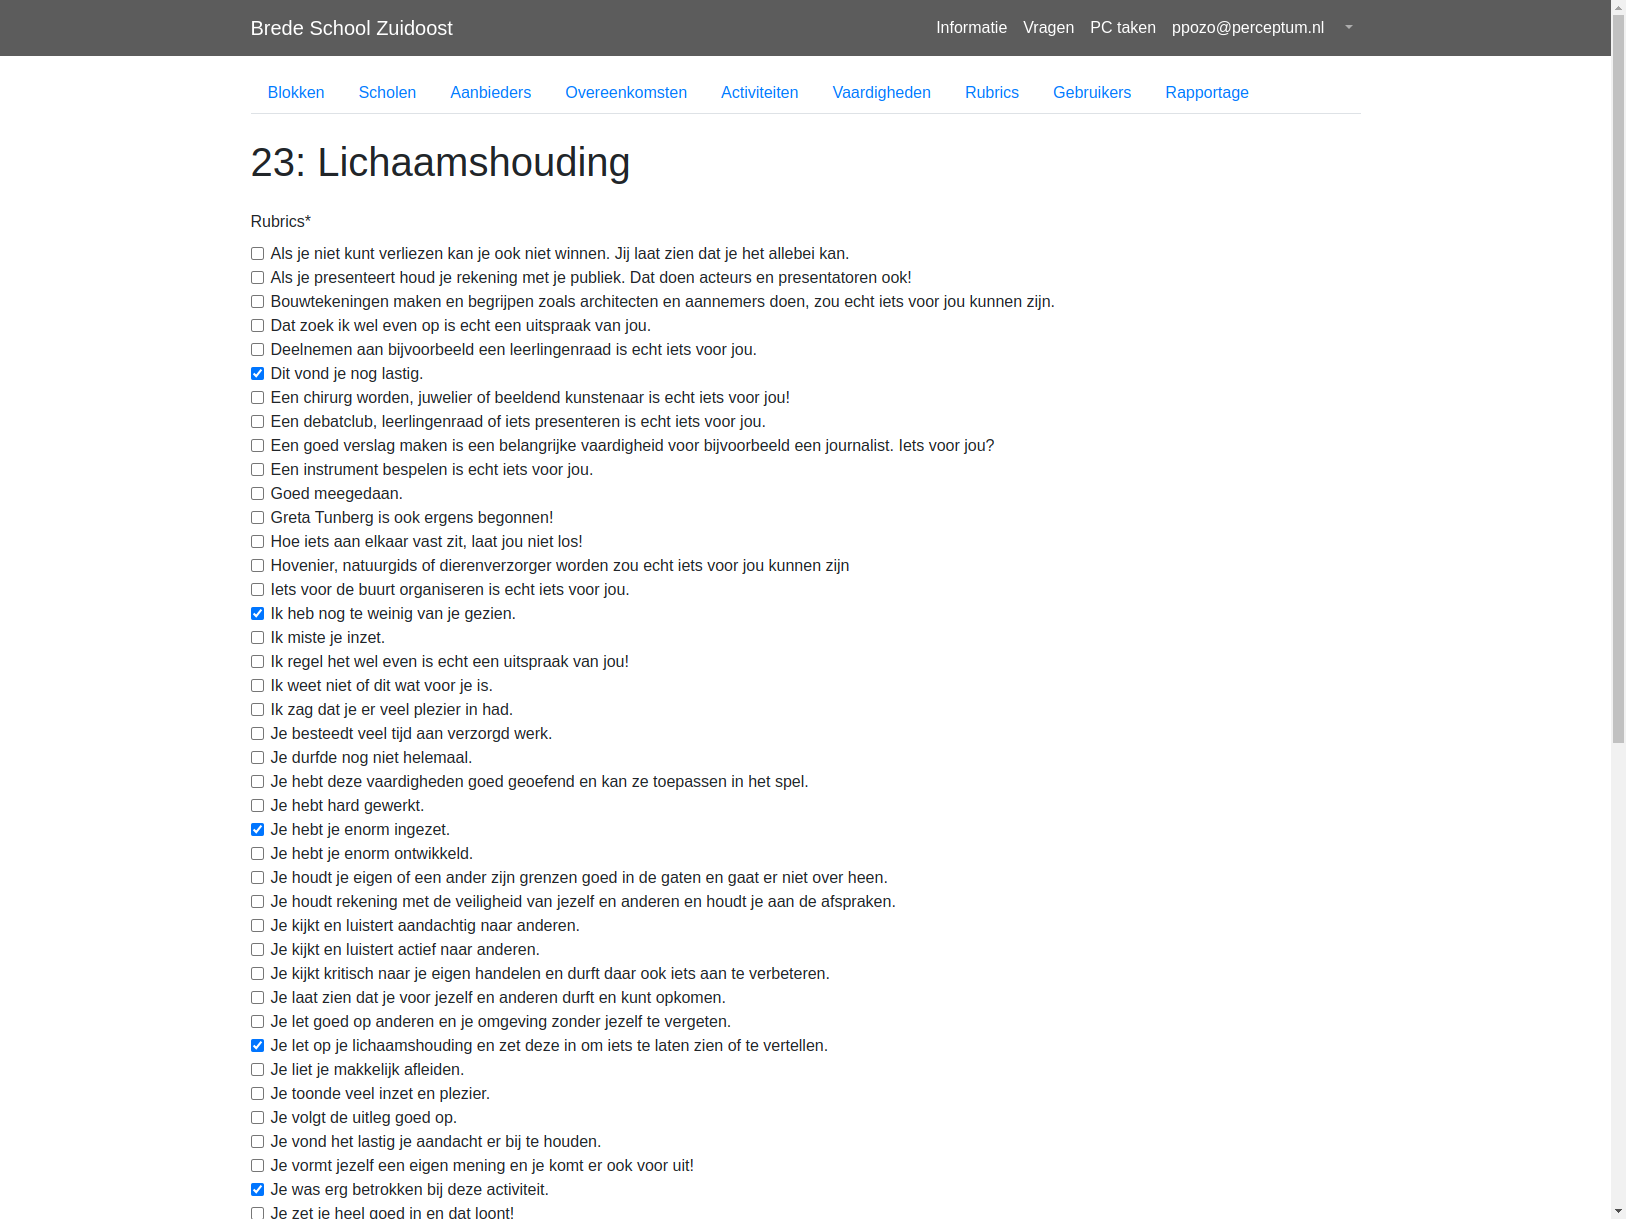 Brede School Zuidoost Informatie Vragen PC taken ppozo@perceptum.nl
Blokken Scholen Aanbieders Overeenkomsten Activiteiten Vaardigheden Rubrics Gebruikers Rapportage
23: Lichaamshouding
Rubrics*
Als je niet kunt verliezen kan je ook niet winnen. Jij laat zien dat je het allebei kan.
Als je presenteert houd je rekening met je publiek. Dat doen acteurs en presentatoren ook!
Bouwtekeningen maken en begrijpen zoals architecten en aannemers doen, zou echt iets voor jou kunnen zijn.
Dat zoek ik wel even op is echt een uitspraak van jou.
Deelnemen aan bijvoorbeeld een leerlingenraad is echt iets voor jou.
Dit vond je nog lastig.
Een chirurg worden, juwelier of beeldend kunstenaar is echt iets voor jou!
Een debatclub, leerlingenraad of iets presenteren is echt iets voor jou.
Een goed verslag maken is een belangrijke vaardigheid voor bijvoorbeeld een journalist. Iets voor jou?
Een instrument bespelen is echt iets voor jou.
Goed meegedaan.
Greta Tunberg is ook ergens begonnen!
Hoe iets aan elkaar vast zit, laat jou niet los!
Hovenier, natuurgids of dierenverzorger worden zou echt iets voor jou kunnen zijn
Iets voor de buurt organiseren is echt iets voor jou.
Ik heb nog te weinig van je gezien.
Ik miste je inzet.
Ik regel het wel even is echt een uitspraak van jou!
Ik weet niet of dit wat voor je is.
Ik zag dat je er veel plezier in had.
Je besteedt veel tijd aan verzorgd werk.
Je durfde nog niet helemaal.
Je hebt deze vaardigheden goed geoefend en kan ze toepassen in het spel.
Je hebt hard gewerkt.
Je hebt je enorm ingezet.
Je hebt je enorm ontwikkeld.
Je houdt je eigen of een ander zijn grenzen goed in de gaten en gaat er niet over heen.
Je houdt rekening met de veiligheid van jezelf en anderen en houdt je aan de afspraken.
Je kijkt en luistert aandachtig naar anderen.
Je kijkt en luistert actief naar anderen.
Je kijkt kritisch naar je eigen handelen en durft daar ook iets aan te verbeteren.
Je laat zien dat je voor jezelf en anderen durft en kunt opkomen.
Je let goed op anderen en je omgeving zonder jezelf te vergeten.
Je let op je lichaamshouding en zet deze in om iets te laten zien of te vertellen.
Je liet je makkelijk afleiden.
Je toonde veel inzet en plezier.
Je volgt de uitleg goed op.
Je vond het lastig je aandacht er bij te houden.
Je vormt jezelf een eigen mening en je komt er ook voor uit!
Je was erg betrokken bij deze activiteit.
Je zet je heel goed in en dat loont!